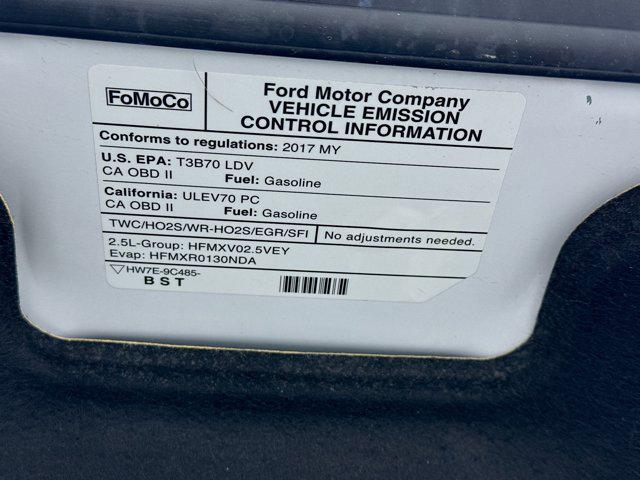 FoMoCo
Ford Motor Company
VEHICLE EMISSION
CONTROL INFORMATION
Conforms to regulations: 2017 MY
U.S. EPA: T3B70 LDV
CA OBD II Fuel: Gasoline
California: ULEV70 PC
CA OBD II Fuel: Gasoline
TWC/HO2S/WR-HO2S/EGR/SFI No adjustments needed.
2.5L-Group: HFMXV02.5VEY
Evap: HFMXR0130NDA
HW7E-9C485-
BST